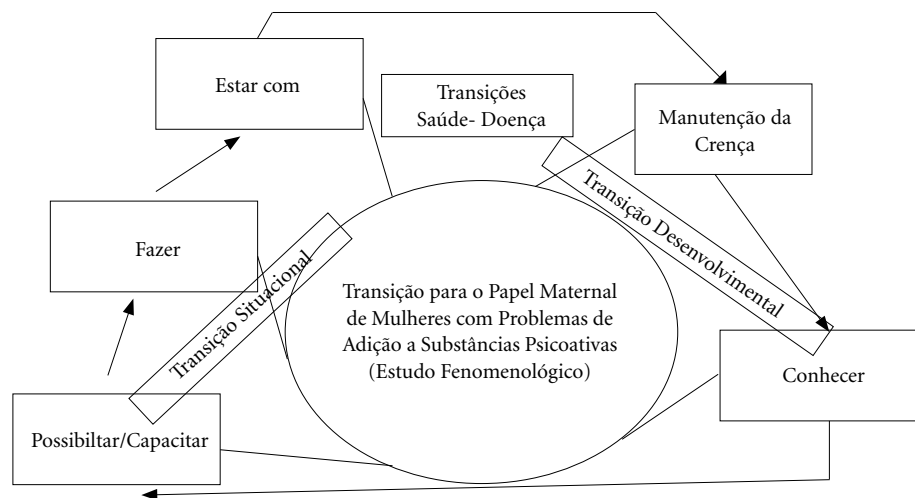 Estar com
Transições
Saúde- Doença
Manutenção da
Crença
Fazer
Transição Situacional
Transição Desenvolvimental
Transição para o Papel Maternal
de Mulheres com Problemas de
Adição a Substâncias Psicoativas
(Estudo Fenomenológico)
Conhecer
Possibiltar/Capacitar